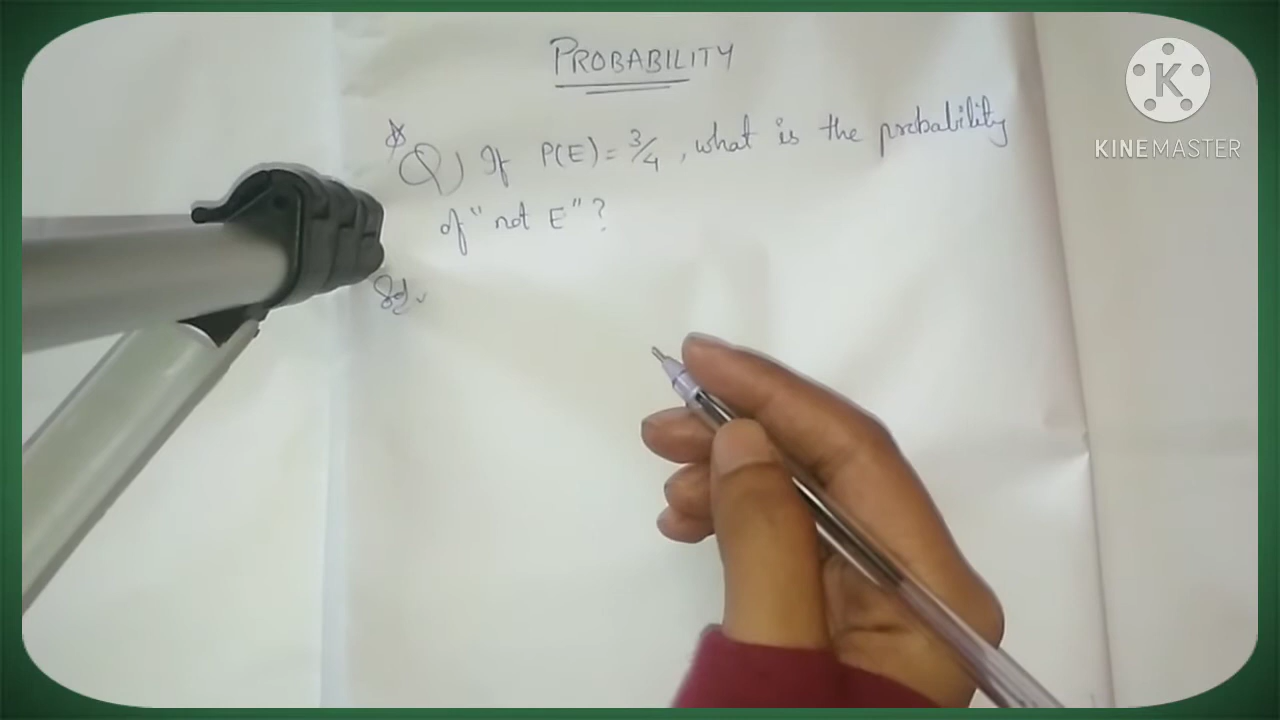 PROBABILITY
KINEMASTER
Q) If P(E) = 3/4, what is the probability
of "not E" ?
Sol.